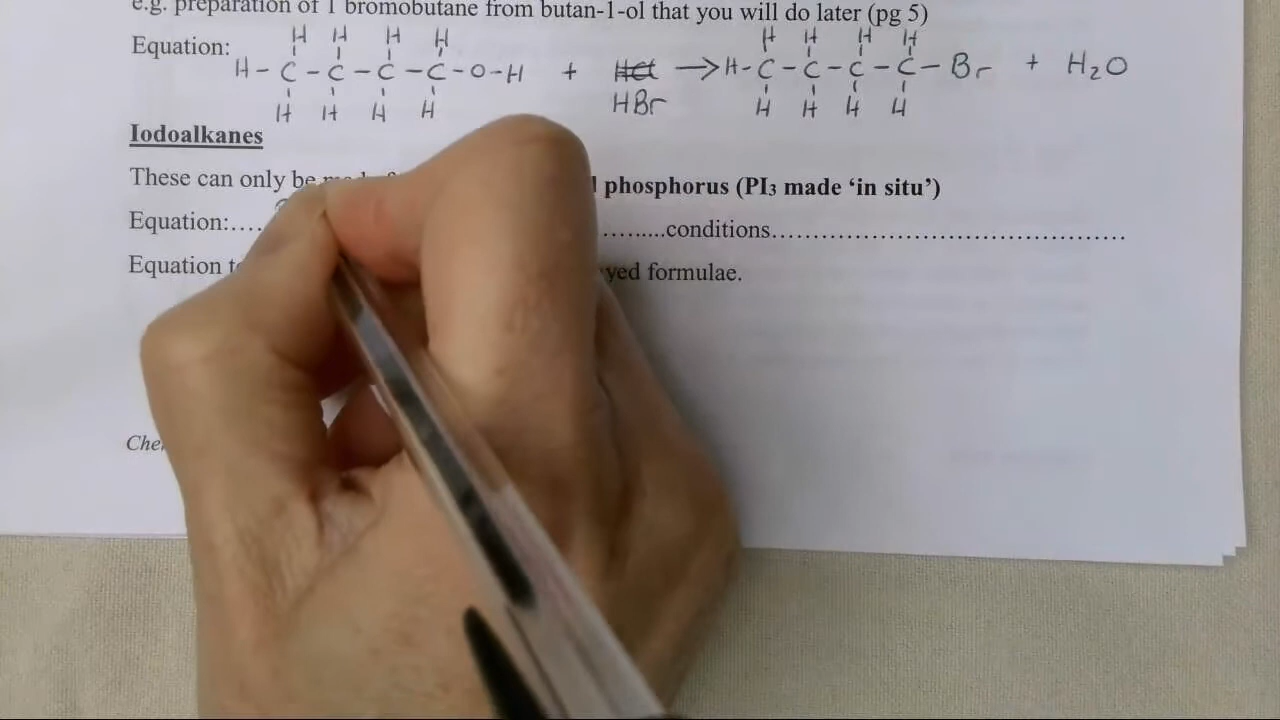 e.g. preparation of 1 bromobutane from butan-1-ol that you will do later (pg 5)
H H H H H H H H
Equation: H-C-C-C-C-O-H + HCl →H-C-C-C-C-Br + H₂O
H H H H HBr H H H H
Iodoalkanes
These can only be phosphorus (PI₃ made ‘in situ’)
Equation:.... ........conditions..........................................
Equation formulae.